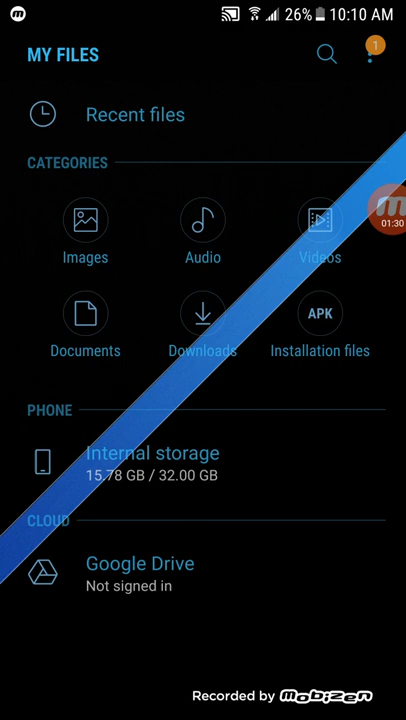 26% 10:10 AM
MY FILES
1
Recent files
CATEGORIES
01:30
Images Audio Videos
APK
Documents Downloads Installation files
PHONE
Internal storage
15.78 GB / 32.00 GB
CLOUD
Google Drive
Not signed in
Recorded by mobizen